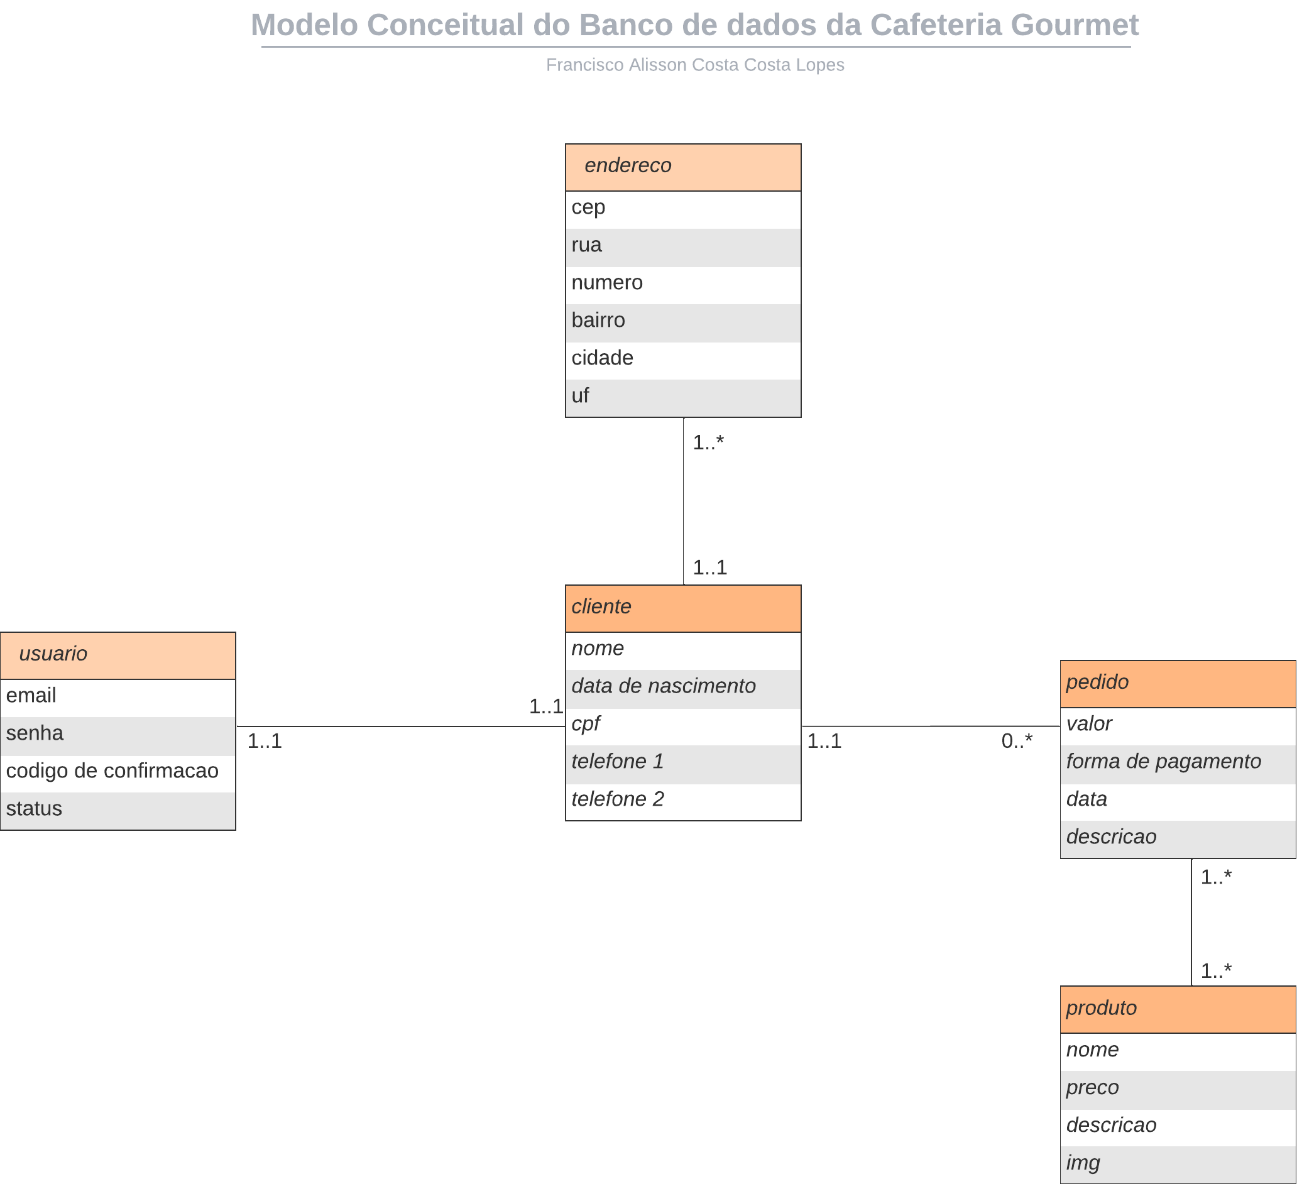 Modelo Conceitual do Banco de dados da Cafeteria Gourmet
Francisco Alisson Costa Costa Lopes
endereco
cep
rua
numero
bairro
cidade
uf
1..*
1..1
cliente
nome
data de nascimento
cpf
telefone 1
telefone 2
usuario
email
senha
codigo de confirmacao
status
1..1
1..1
1..1
0..*
pedido
valor
forma de pagamento
data
descricao
1..*
1..*
produto
nome
preco
descricao
img